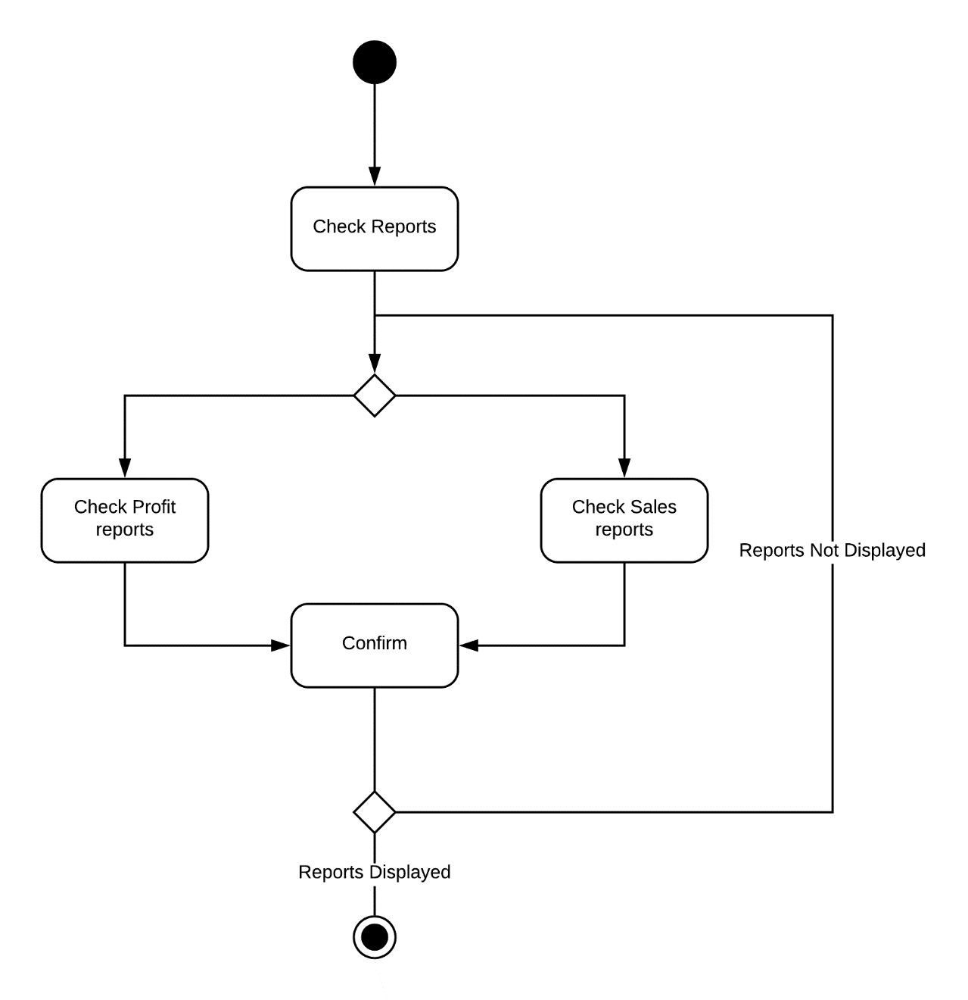 Check Reports
Check Profit
reports
Check Sales
reports
Reports Not Displayed
Confirm
Reports Displayed